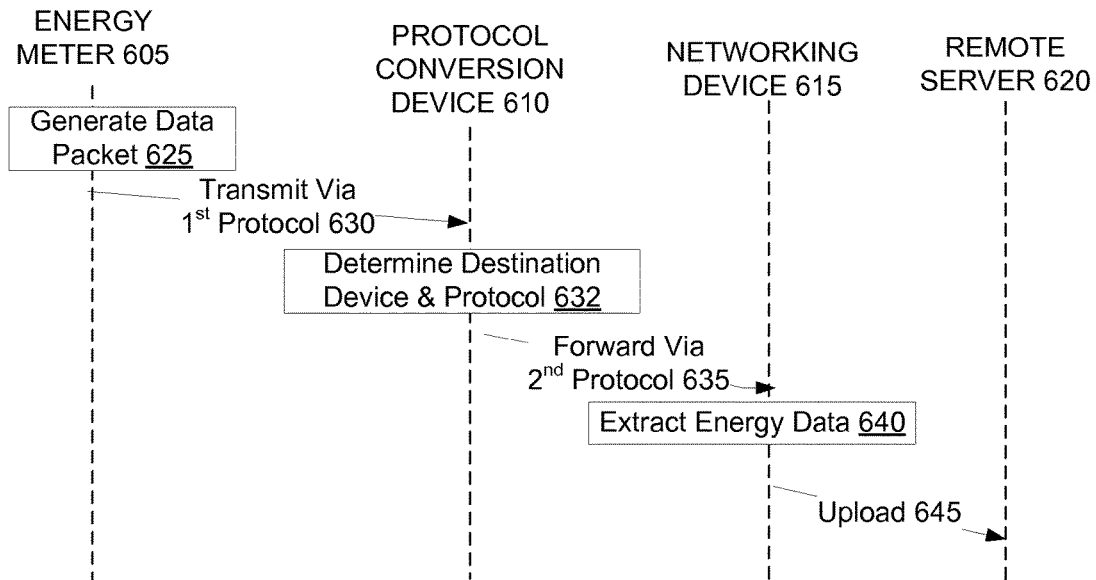 ENERGY
METER 605
PROTOCOL
CONVERSION
DEVICE 610
NETWORKING
DEVICE 615
REMOTE
SERVER 620
Generate Data
Packet 625
Transmit Via
1st Protocol 630
Determine Destination
Device & Protocol 632
Forward Via
2nd Protocol 635
Extract Energy Data 640
Upload 645